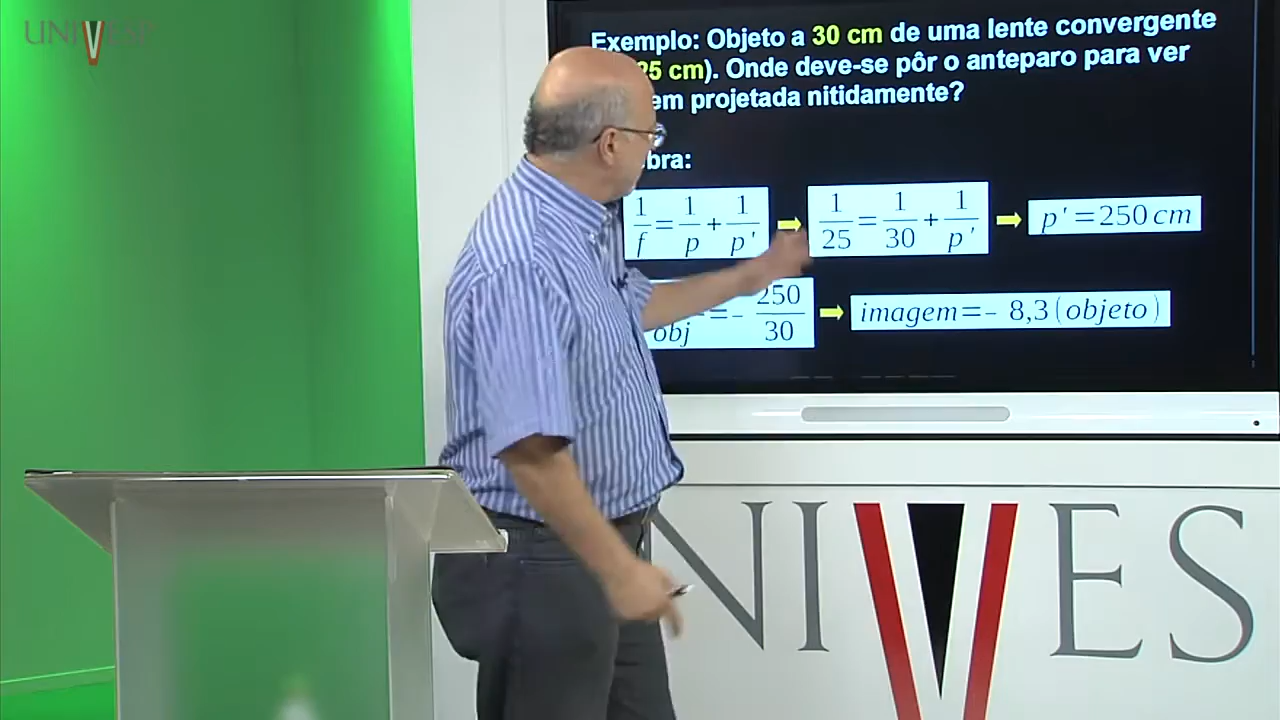 UNIVESP
Exemplo: Objeto a 30 cm de uma lente convergente
25 cm). Onde deve-se pôr o anteparo para ver
em projetada nitidamente?
bra:
1/f = 1/p + 1/p' 1/25 = 1/30 + 1/p' p' = 250 cm
obj = - 250/30 imagem = - 8,3 (objeto)
NIVES